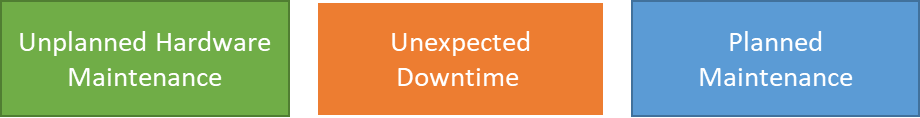 Unplanned Hardware
Maintenance
Unexpected
Downtime
Planned
Maintenance